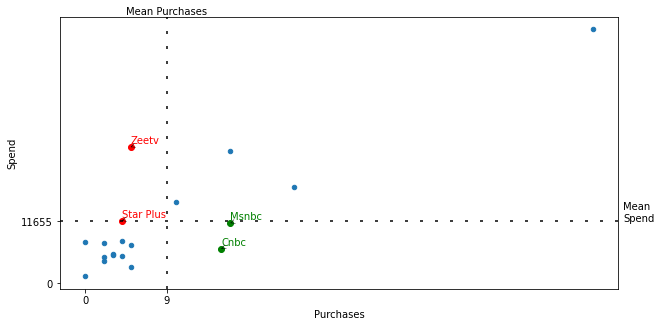 Mean Purchases
Zeetv
Star Plus
Msnbc
Cnbc
Mean
Spend
Spend
11655
0
0
9
Purchases